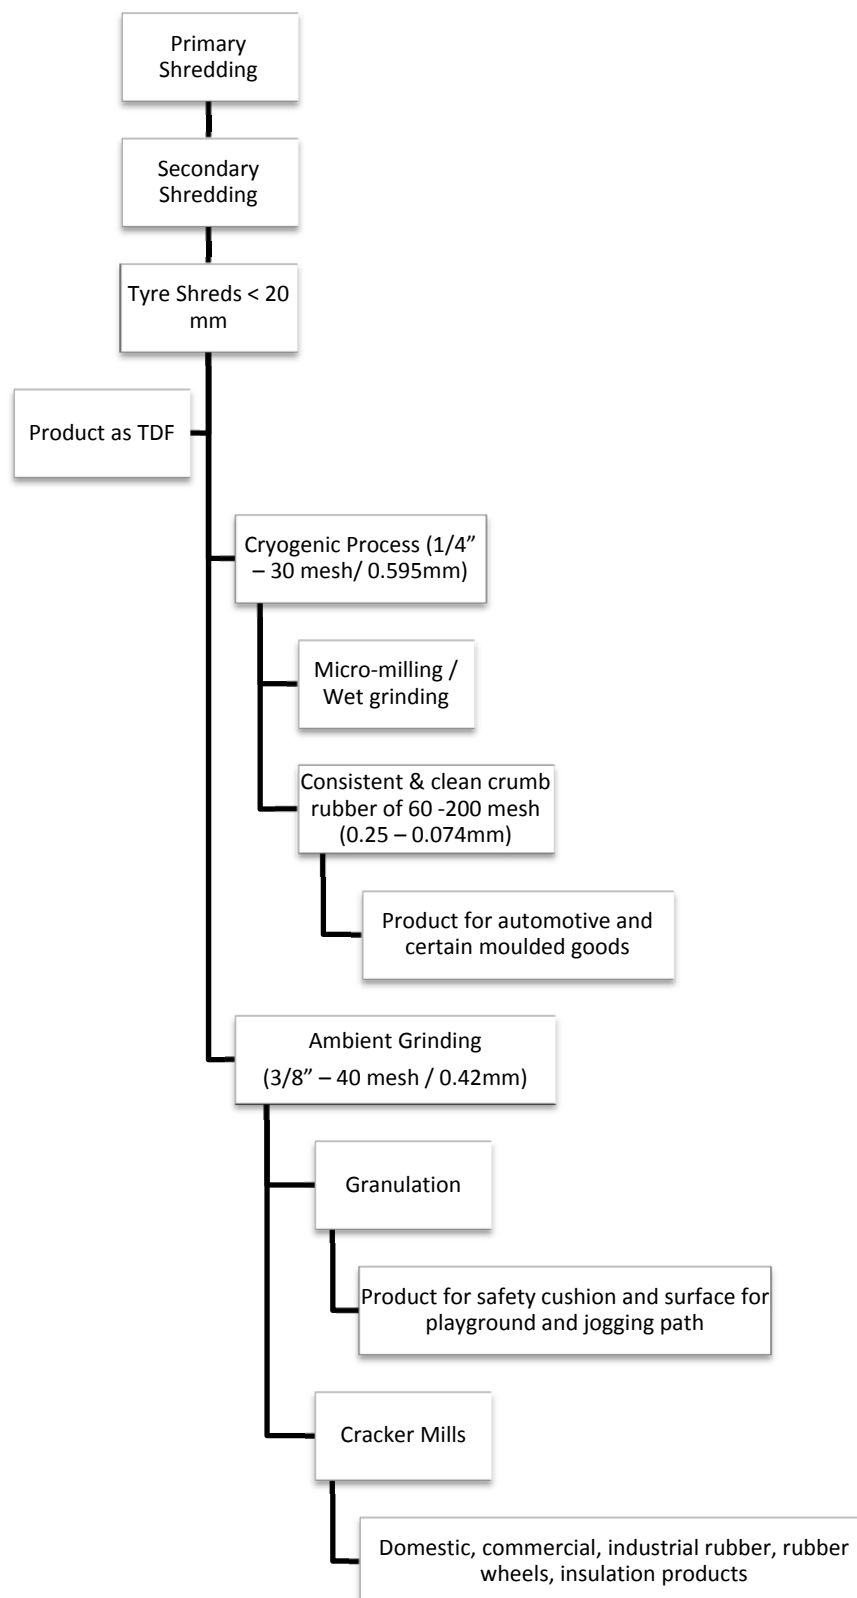 Primary
Shredding
Secondary
Shredding
Tyre Shreds < 20
mm
Product as TDF
Cryogenic Process (1/4”
– 30 mesh/ 0.595mm)
Micro-milling /
Wet grinding
Consistent & clean crumb
rubber of 60 -200 mesh
(0.25 – 0.074mm)
Product for automotive and
certain moulded goods
Ambient Grinding
(3/8” – 40 mesh / 0.42mm)
Granulation
Product for safety cushion and surface for
playground and jogging path
Cracker Mills
Domestic, commercial, industrial rubber, rubber
wheels, insulation products